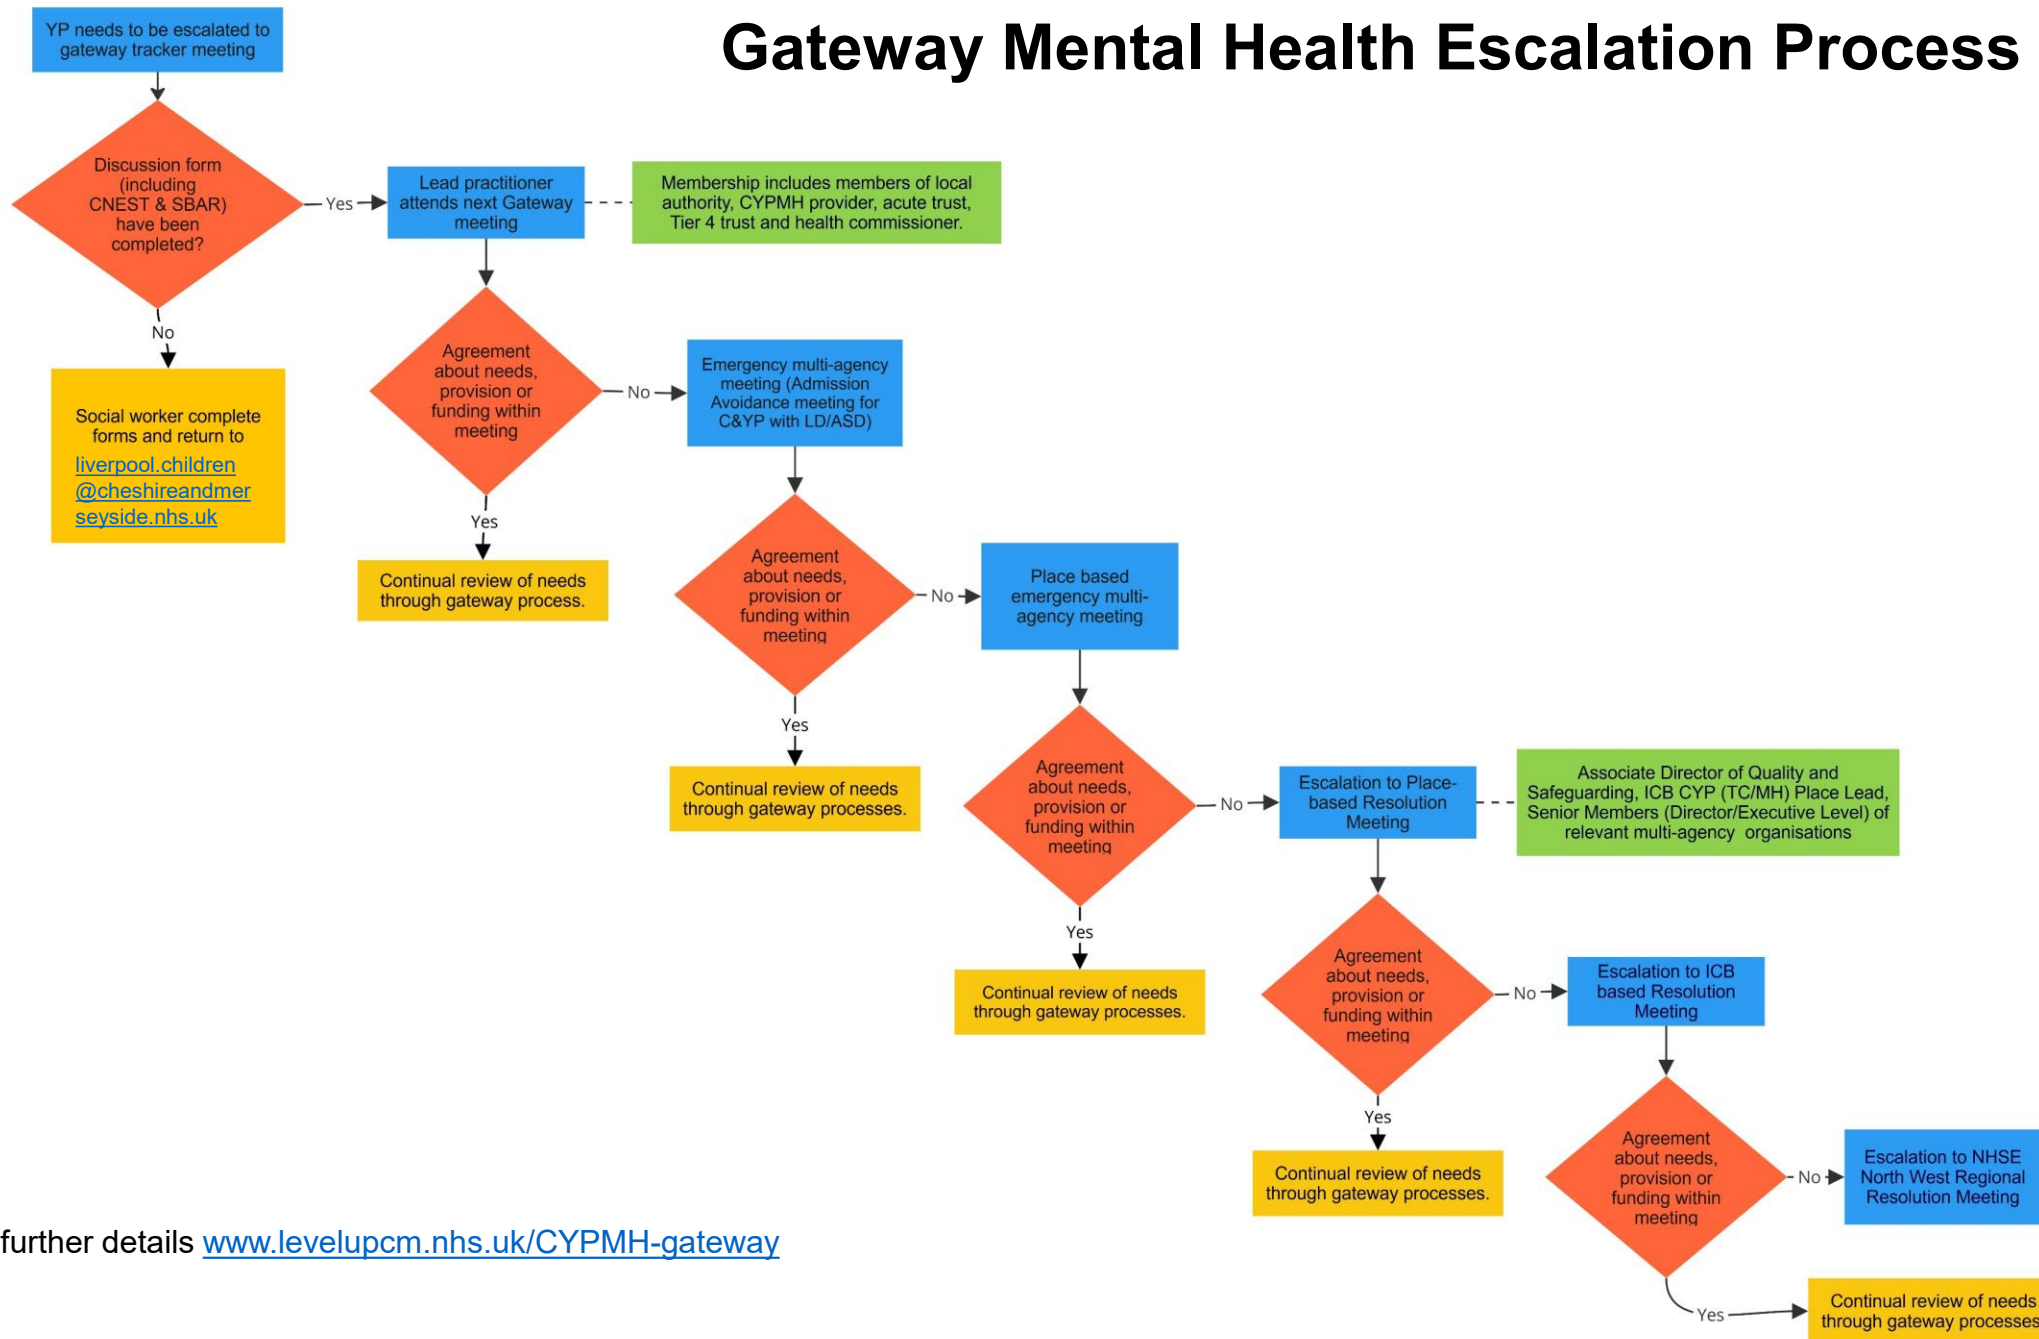 Gateway Mental Health Escalation Process
YP needs to be escalated to
gateway tracker meeting
Discussion form
(including
CNEST & SBAR)
have been
completed?
Yes
Lead practitioner
attends next Gateway
meeting
Membership includes members of local
authority, CYPMH provider, acute trust,
Tier 4 trust and health commissioner.
No
Social worker complete
forms and return to
liverpool.children
@cheshireandmer
seyside.nhs.uk
Agreement
about needs,
provision or
funding within
meeting
No
Emergency multi-agency
meeting (Admission
Avoidance meeting for
C&YP with LD/ASD)
Yes
Continual review of needs
through gateway process.
Agreement
about needs,
provision or
funding within
meeting
No
Place based
emergency multi-
agency meeting
Yes
Continual review of needs
through gateway processes.
Agreement
about needs,
provision or
funding within
meeting
No
Escalation to Place-
based Resolution
Meeting
Associate Director of Quality and
Safeguarding, ICB CYP (TC/MH) Place Lead,
Senior Members (Director/Executive Level) of
relevant multi-agency organisations
Yes
Continual review of needs
through gateway processes.
Agreement
about needs,
provision or
funding within
meeting
No
Escalation to ICB
based Resolution
Meeting
Yes
Continual review of needs
through gateway processes.
Agreement
about needs,
provision or
funding within
meeting
No
Escalation to NHSE
North West Regional
Resolution Meeting
Yes
Continual review of needs
through gateway processes
further details www.levelupcm.nhs.uk/CYPMH-gateway